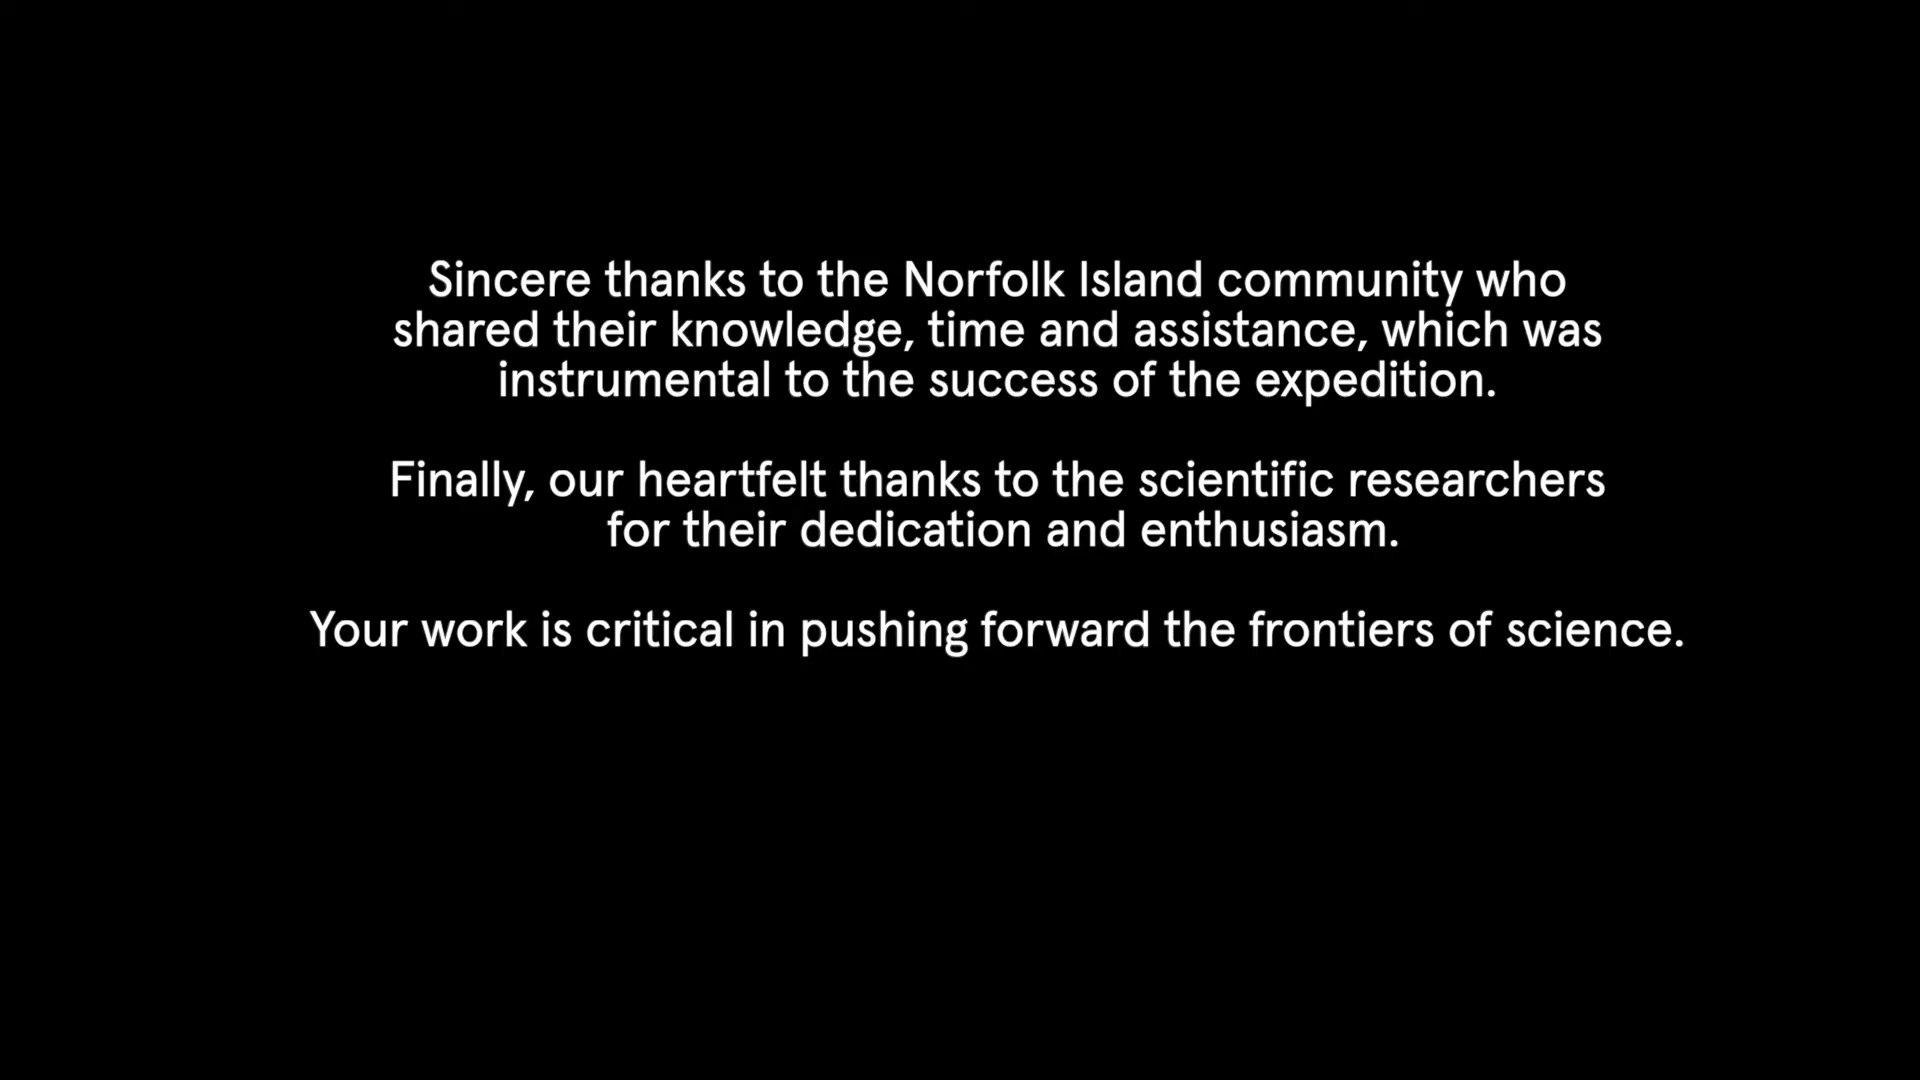 Sincere thanks to the Norfolk Island community who
shared their knowledge, time and assistance, which was
instrumental to the success of the expedition.
Finally, our heartfelt thanks to the scientific researchers
for their dedication and enthusiasm.
Your work is critical in pushing forward the frontiers of science.